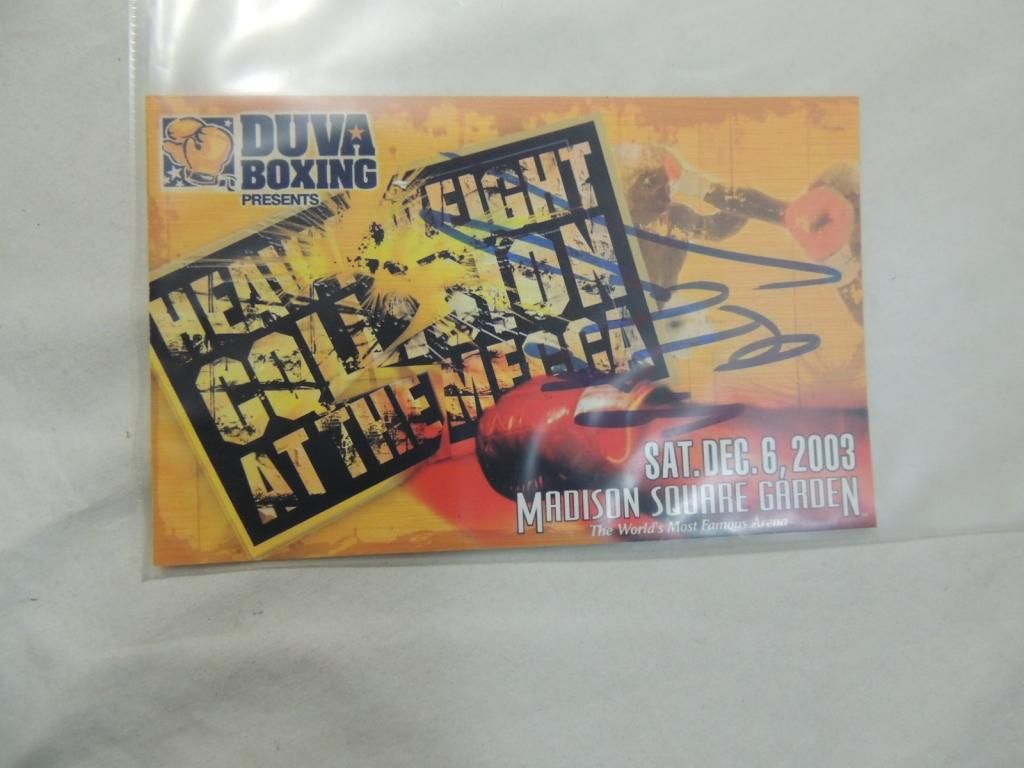 DUVA
BOXING
PRESENTS
HEAVYWEIGHT
COLLISION
AT THE MECCA
SAT. DEC. 6, 2003
MADISON SQUARE GARDEN
The World's Most Famous Arena